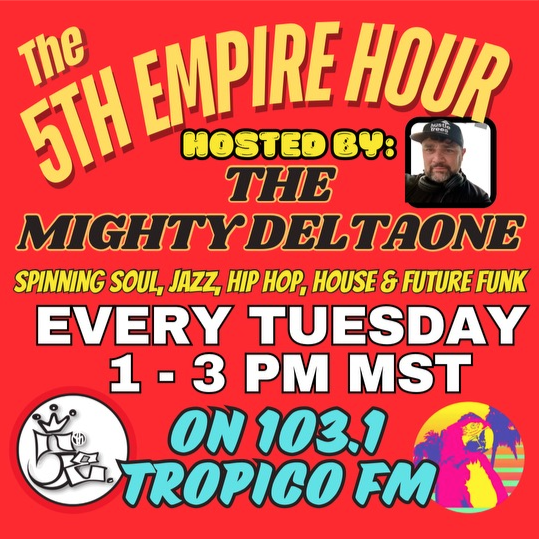 The
5TH EMPIRE HOUR
HOSTED BY:
THE
MIGHTY DELTAONE
SPINNING SOUL, JAZZ, HIP HOP, HOUSE & FUTURE FUNK
EVERY TUESDAY
1 - 3 PM MST
ON 103.1
TROPICO FM